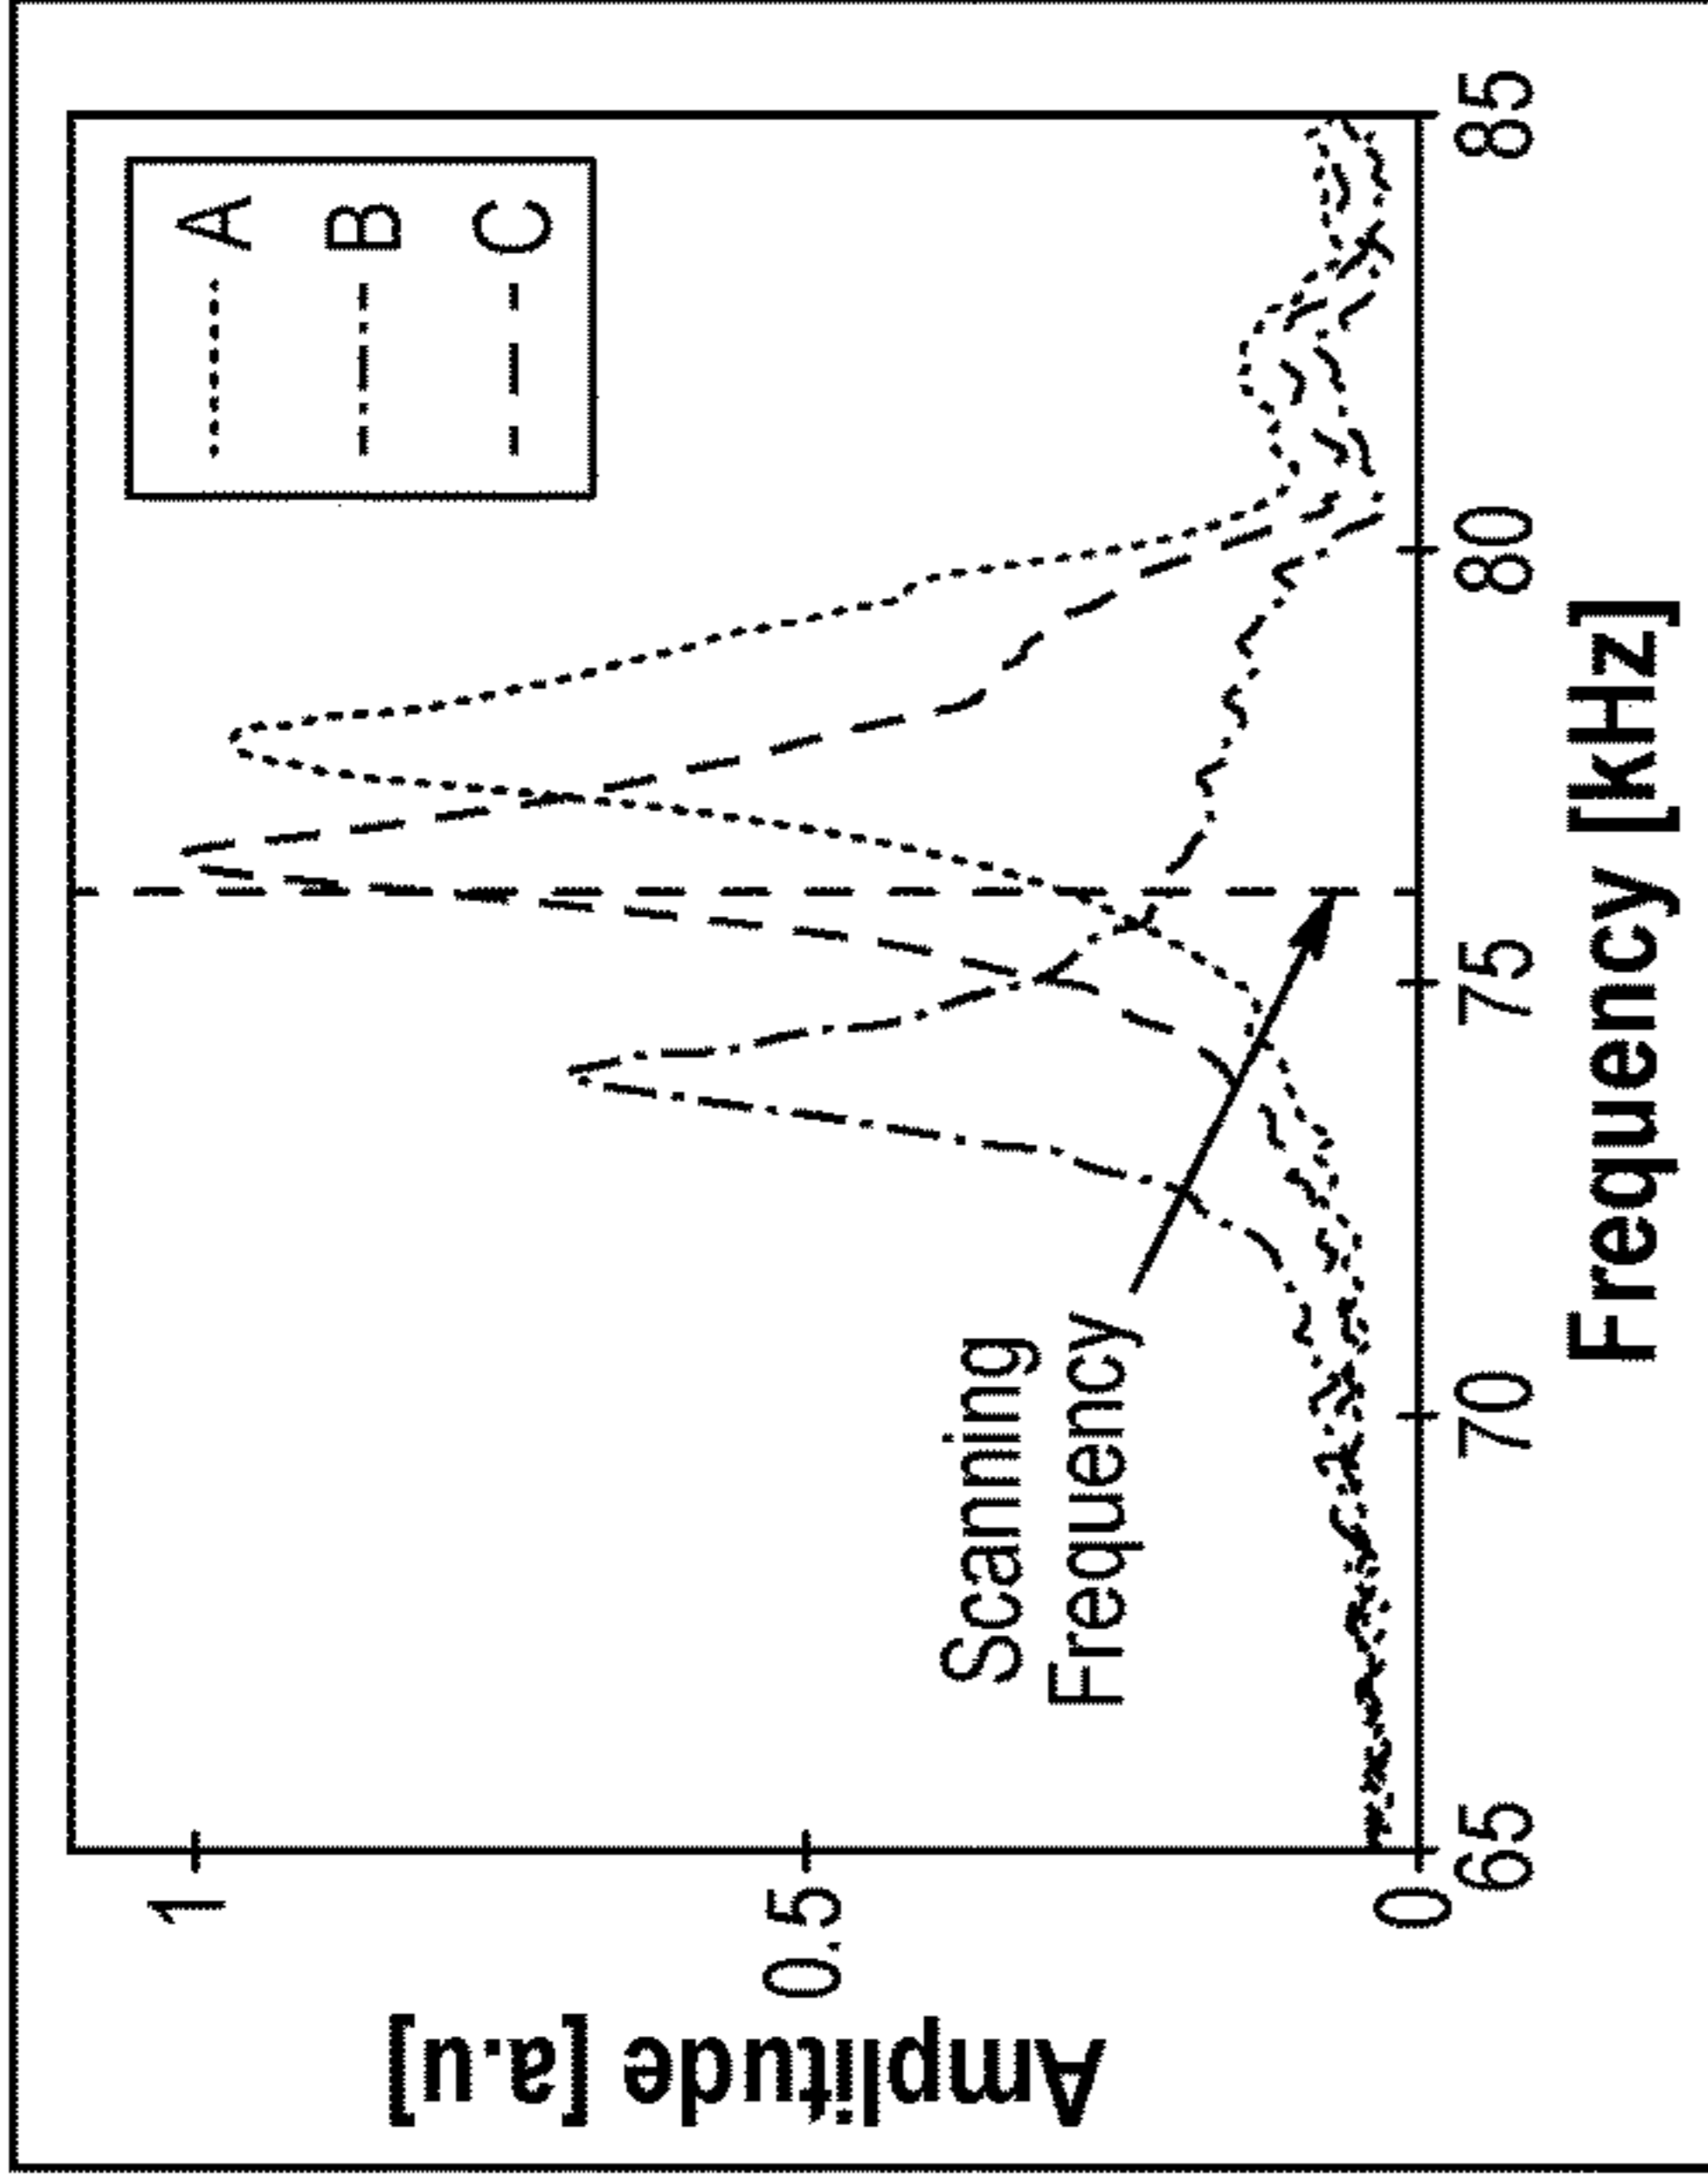 Amplitude [a.u]
1
0.5
0
A
B
C
Scanning
Frequency
65
70
75
80
85
Frequency [kHz]